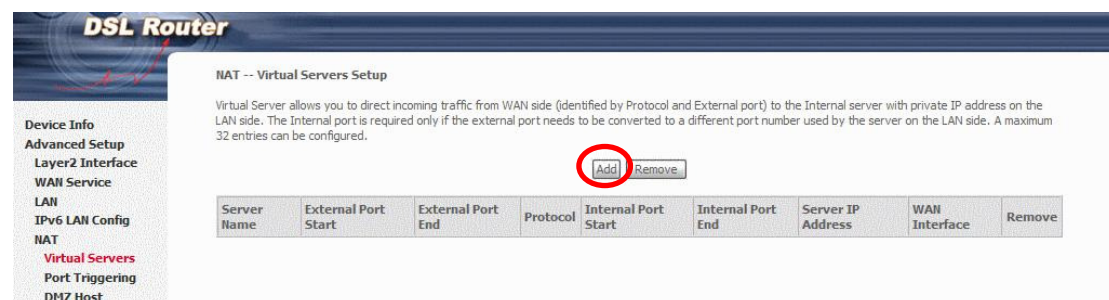 DSL Router
NAT -- Virtual Servers Setup
Virtual Server allows you to direct incoming traffic from WAN side (identified by Protocol and External port) to the Internal server with private IP address on the
LAN side. The Internal port is required only if the external port needs to be converted to a different port number used by the server on the LAN side. A maximum
32 entries can be configured.
Add Remove
Server Name External Port Start External Port End Protocol Internal Port Start Internal Port End Server IP Address WAN Interface Remove
Device Info
Advanced Setup
Layer2 Interface
WAN Service
LAN
IPv6 LAN Config
NAT
Virtual Servers
Port Triggering
DMZ Host